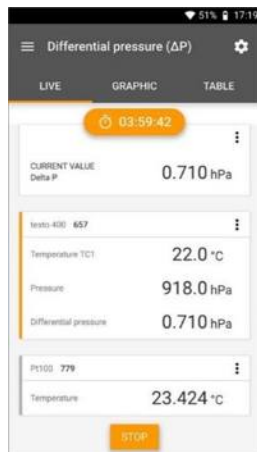 51% 17:19
Differential pressure (ΔP)
LIVE GRAPHIC TABLE
03:59:42
CURRENT VALUE
Delta P
0.710 hPa
testo 400 657
Temperature TC1 22.0 °C
Pressure 918.0 hPa
Differential pressure 0.710 hPa
Pt100 779
Temperature 23.424 °C
STOP